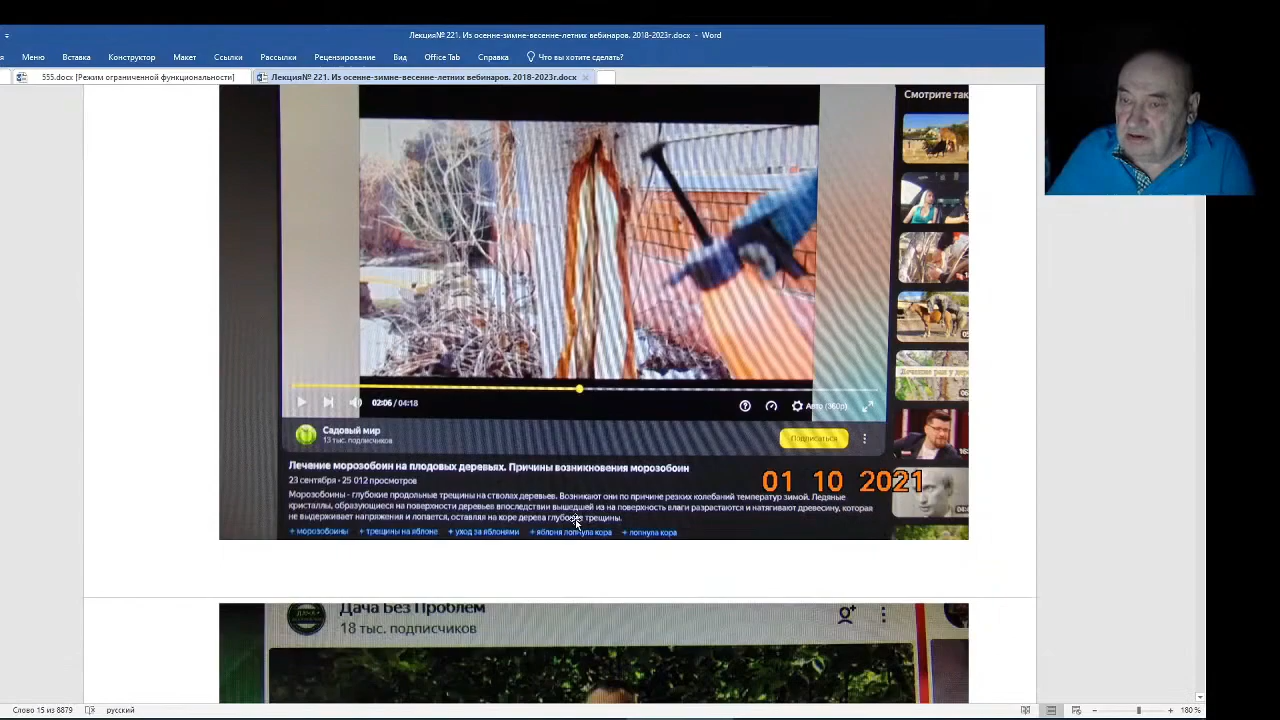 Лекция№ 221. Из осенне-зимне-весенне-летних вебинаров. 2018-2023г.docx - Word
Меню Вставка Конструктор Макет Ссылки Рассылки Рецензирование Вид Office Tab Справка Что вы хотите сделать?
555.docx [Режим ограниченной функциональности] Лекция№ 221. Из осенне-зимне-весенне-летних вебинаров. 2018-2023г.docx
Смотрите так
02:06 / 04:18 Авто (360p)
Садовый мир
13 тыс. подписчиков
Подписаться
Лечение морозобоин на плодовых деревьях. Причины возникновения морозобоин
23 сентября • 25 012 просмотров
01 10 2021
Морозобоины - глубокие продольные трещины на стволах деревьев. Возникают они по причине резких колебаний температур зимой. Ледяные
кристаллы, образующиеся на поверхности деревьев впоследствии вышедшей из на поверхность влаги разрастаются и натягивают древесину, которая
не выдерживает напряжения и лопается, оставляя на коре дерева глубокие трещины.
+ морозобоины + трещины на яблоне + уход за яблонями + яблоня лопнула кора + лопнула кора
Дача Без Проблем
18 тыс. подписчиков
Слово 15 из 8879 русский 180 %